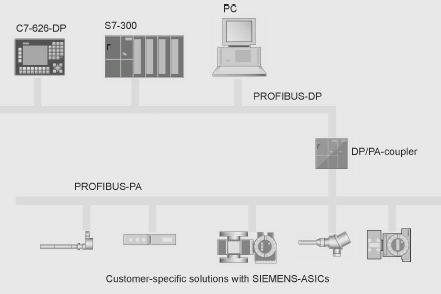 PC
C7-626-DP
S7-300
PROFIBUS-DP
DP/PA-coupler
PROFIBUS-PA
Customer-specific solutions with SIEMENS-ASICs